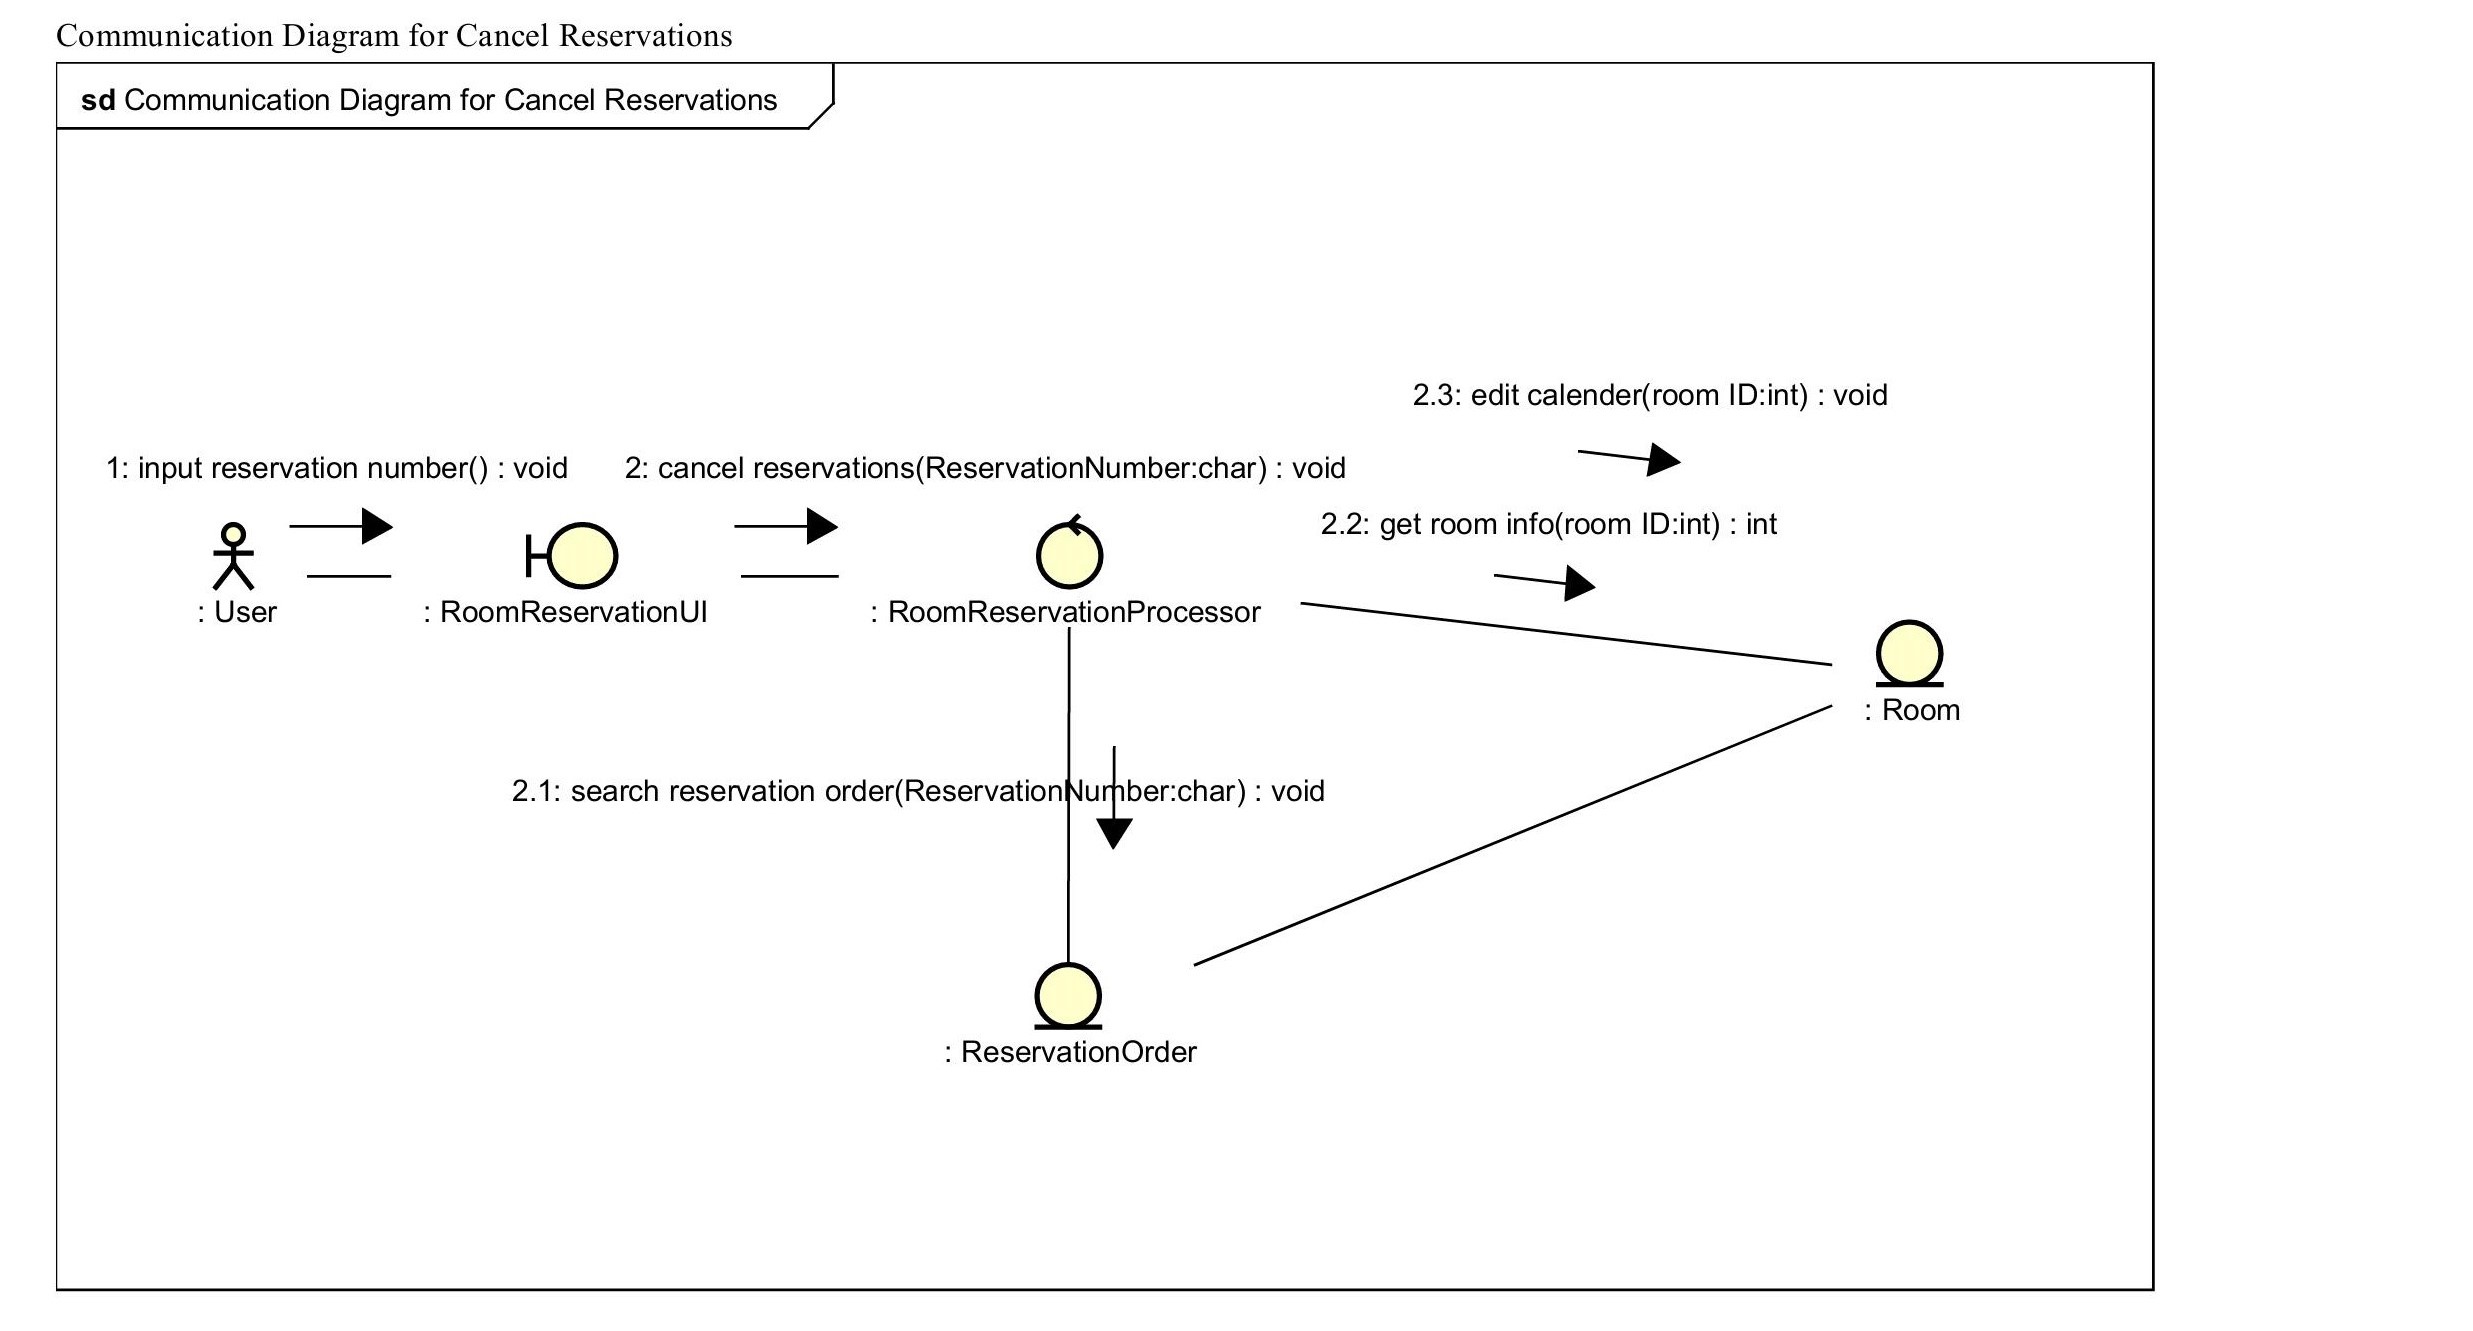 Communication Diagram for Cancel Reservations
sd Communication Diagram for Cancel Reservations
2.3: edit calender(room ID:int) : void
1: input reservation number() : void
2: cancel reservations(ReservationNumber:char) : void
2.2: get room info(room ID:int) : int
: User
: RoomReservationUI
: RoomReservationProcessor
: Room
2.1: search reservation order(ReservationNumber:char) : void
: ReservationOrder